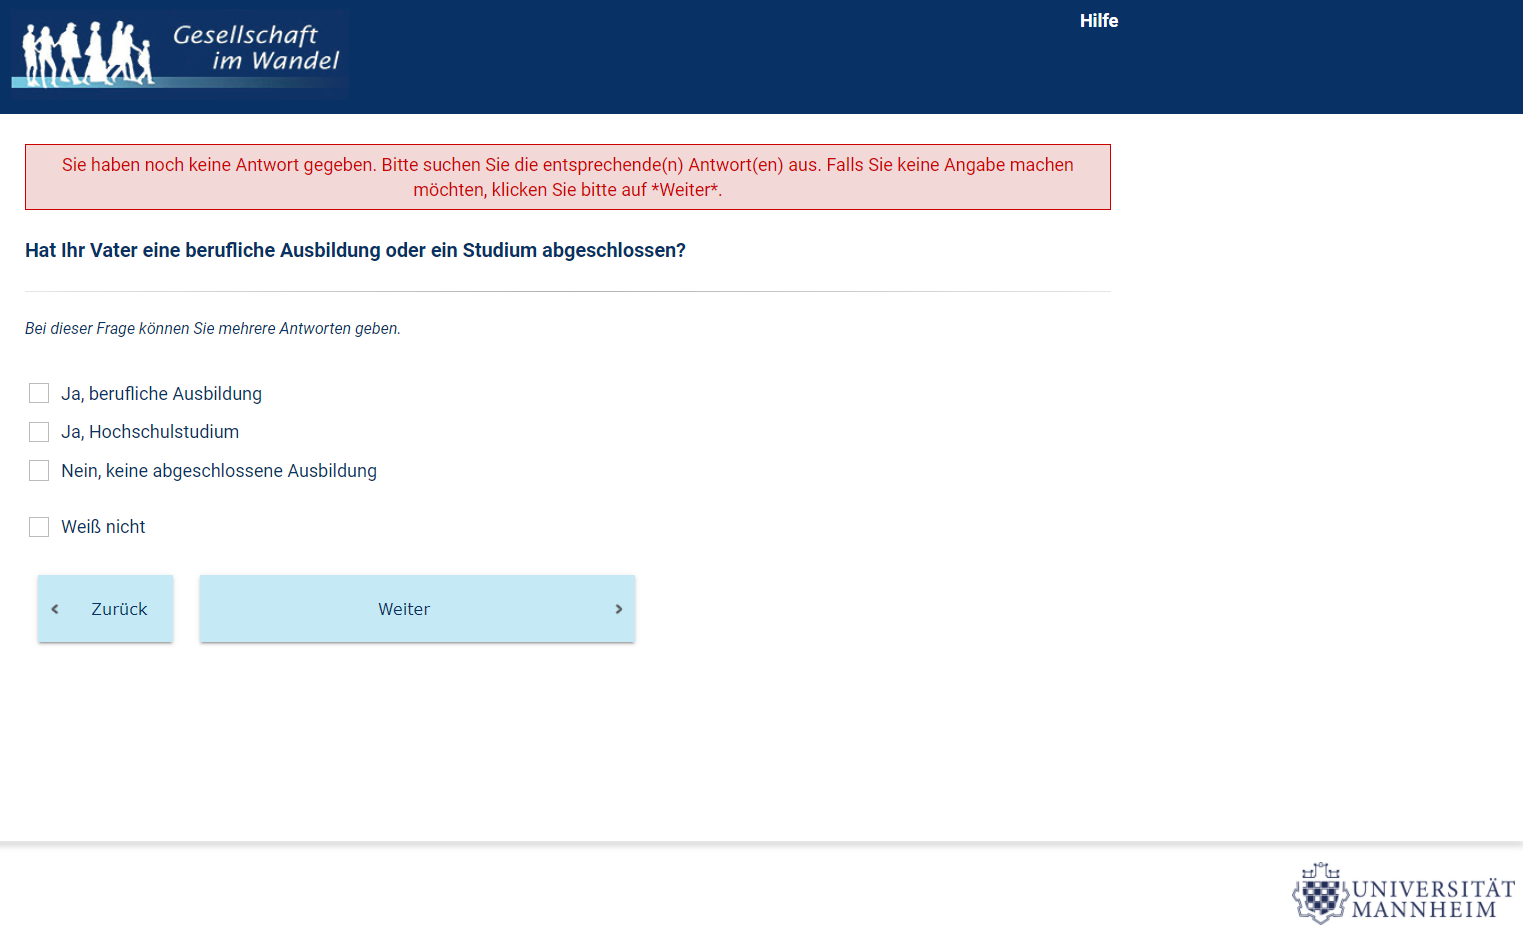 Gesellschaft
im Wandel
Hilfe
Sie haben noch keine Antwort gegeben. Bitte suchen Sie die entsprechende(n) Antwort(en) aus. Falls Sie keine Angabe machen
möchten, klicken Sie bitte auf *Weiter*.
Hat Ihr Vater eine berufliche Ausbildung oder ein Studium abgeschlossen?
Bei dieser Frage können Sie mehrere Antworten geben.
Ja, berufliche Ausbildung
Ja, Hochschulstudium
Nein, keine abgeschlossene Ausbildung
Weiß nicht
Zurück
Weiter
UNIVERSITÄT
MANNHEIM